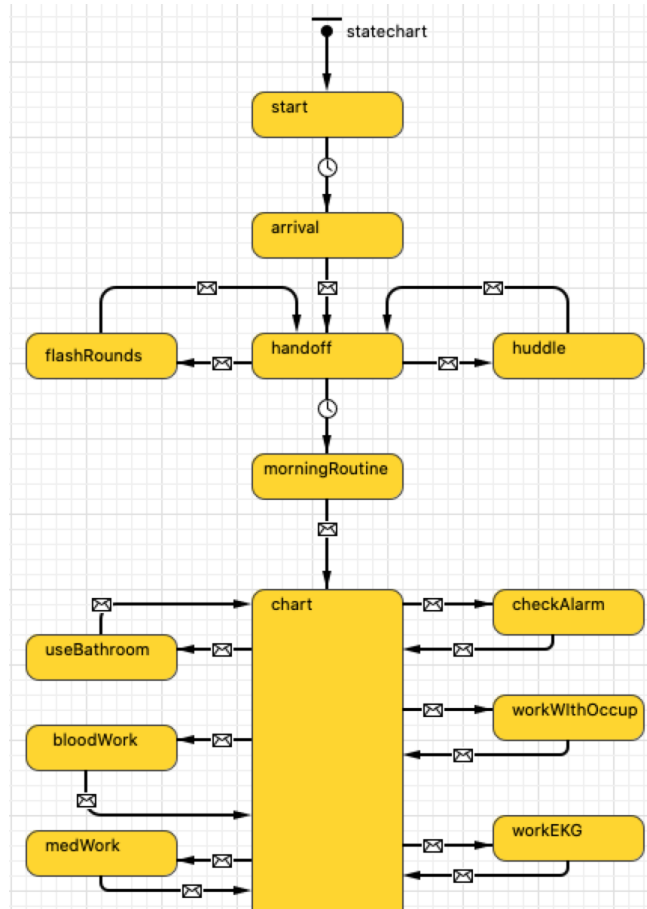 statechart
start
arrival
flashRounds
handoff
huddle
morningRoutine
chart
checkAlarm
useBathroom
workWIthOccup
bloodWork
workEKG
medWork